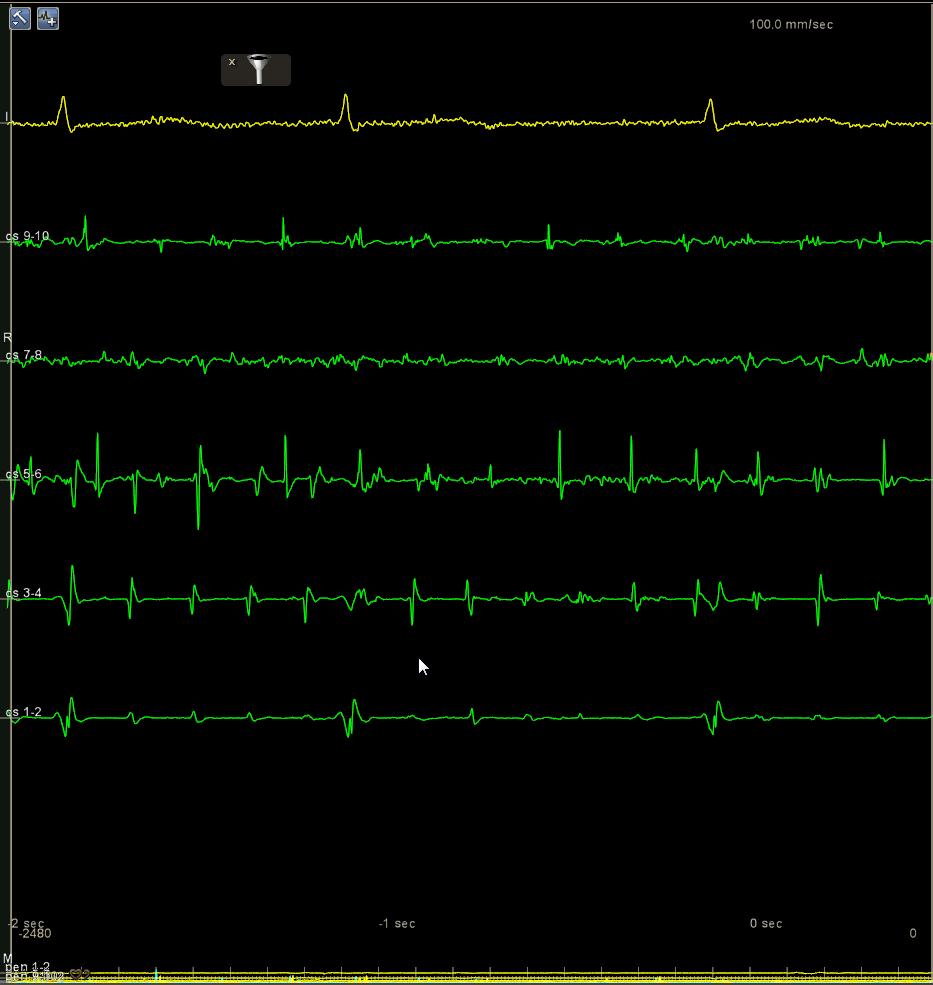 100.0 mm/sec
x
I
cs 9-10
R
cs 7-8
cs 5-6
cs 3-4
cs 1-2
-2 sec -1 sec 0 sec
-2480 0
M
pen 1-2